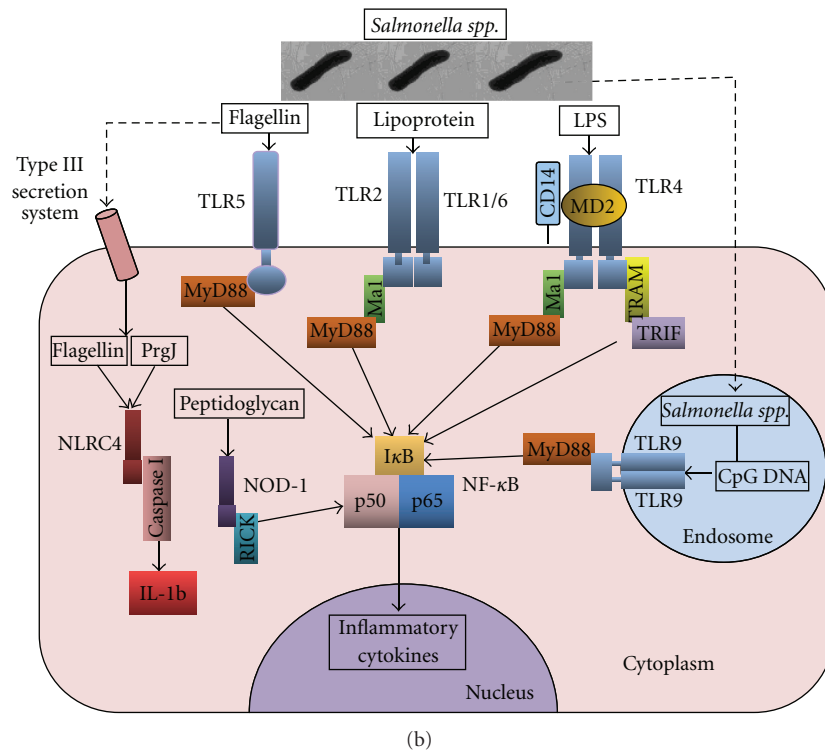 Salmonella spp.
Flagellin
Lipoprotein
LPS
Type III
secretion
system
TLR5
TLR2
TLR1/6
CD14
MD2
TLR4
MyD88
Ma1
MyD88
Ma1
MyD88
TRAM
TRIF
Flagellin
PrgJ
Peptidoglycan
Salmonella spp.
NLRC4
Caspase I
NOD-1
RICK
IκB
p50
p65
NF-κB
MyD88
TLR9
TLR9
CpG DNA
Endosome
IL-1b
Inflammatory
cytokines
Nucleus
Cytoplasm
(b)